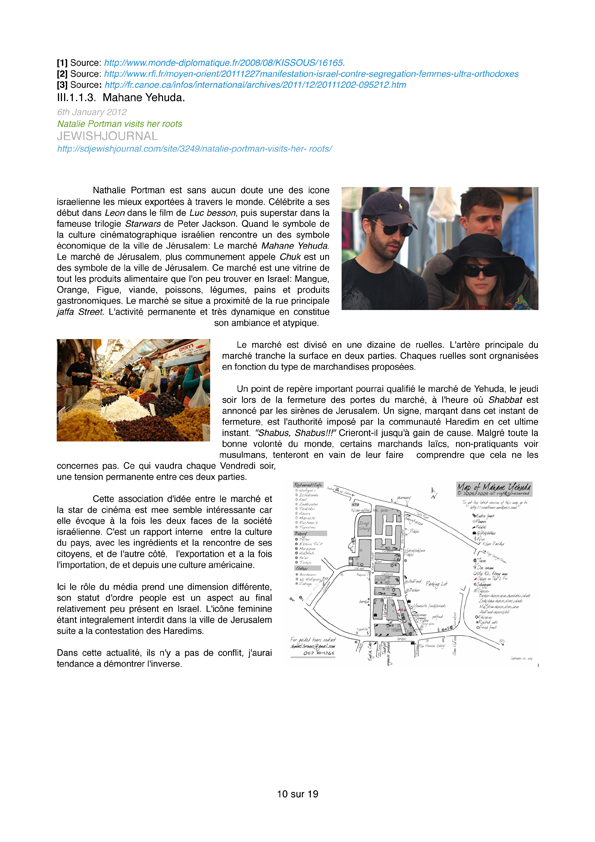 [1] Source: http://www.monde-diplomatique.fr/2008/08/KISSOUS/16165.
[2] Source: http://www.rfi.fr/moyen-orient/20111227manifestation-israel-contre-segregation-femmes-ultra-orthodoxes
[3] Source: http://fr.canoe.ca/infos/international/archives/2011/12/20111202-095212.htm
III.1.1.3. Mahane Yehuda.
6th January 2012
Natalie Portman visits her roots
JEWISHJOURNAL
http://sdjewishjournal.com/site/3249/natalie-portman-visits-her- roots/
Nathalie Portman est sans aucun doute une des icone
israelienne les mieux exportées à travers le monde. Célébrite a ses
début dans Leon dans le film de Luc besson, puis superstar dans la
fameuse trilogie Starwars de Peter Jackson. Quand le symbole de
la culture cinématographique israélien rencontre un des symbole
économique de la ville de Jérusalem: Le marché Mahane Yeguda.
Le marché de Jérusalem, plus communement appele Chuk est un
des symbole de la ville de Jérusalem. Ce marché est une vitrine de
tout les produits alimentaire que l'on peu trouver en Israel: Mangue,
Orange, Figue, viande, poissons, légumes, pains et produits
gastronomiques. Le marché se situe a proximité de la rue principale
jaffa Street. L'activité permanente et très dynamique en constitue
son ambiance et atypique.
Le marché est divisé en une dizaine de ruelles. L'artère principale du
marché tranche la surface en deux parties. Chaques ruelles sont orgnanisées
en fonction du type de marchandises proposées.
Un point de repère important pourrai qualifié le marché de Yehuda, le jeudi
soir lors de la fermeture des portes du marché, à l'heure où Shabbat est
annoncé par les sirènes de Jerusalem. Un signe, marqant dans cet instant de
fermeture, est l'authorité imposé par la communauté Haredim en cet ultime
instant. "Shabus, Shabus!!!" Crieront-il jusqu'à gain de cause. Malgré toute la
bonne volonté du monde, certains marchands laïcs, non-pratiquants voir
musulmans, tenteront en vain de leur faire comprendre que cela ne les
concernes pas. Ce qui vaudra chaque Vendredi soir,
une tension permanente entre ces deux parties.
Cette association d'idée entre le marché et
la star de cinéma est mee semble intéressante car
elle évoque à la fois les deux faces de la société
israélienne. C'est un rapport interne entre la culture
du pays, avec les ingrédients et la rencontre de ses
citoyens, et de l'autre côté, l'exportation et a la fois
l'importation, de et depuis une culture américaine.
Ici le rôle du média prend une dimension différente,
son statut d'ordre people est un aspect au final
relativement peu présent en Israel. L'icône feminine
étant integralement interdit dans la ville de Jerusalem
suite a la contestation des Haredims.
Dans cette actualité, ils n'y a pas de conflit, j'aurai
tendance a démontrer l'inverse.
Map of Mahane Yehuda
Parking Lot
For guided tours contact
10 sur 19